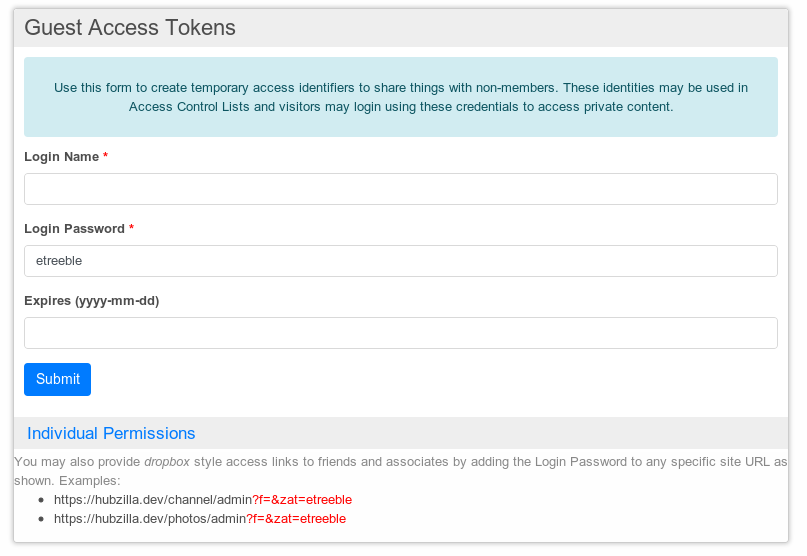 Guest Access Tokens
Use this form to create temporary access identifiers to share things with non-members. These identities may be used in
Access Control Lists and visitors may login using these credentials to access private content.
Login Name *
Login Password *
etreeble
Expires (yyyy-mm-dd)
Submit
Individual Permissions
You may also provide dropbox style access links to friends and associates by adding the Login Password to any specific site URL as
shown. Examples:
• https://hubzilla.dev/channel/admin?f=&zat=etreeble
• https://hubzilla.dev/photos/admin?f=&zat=etreeble